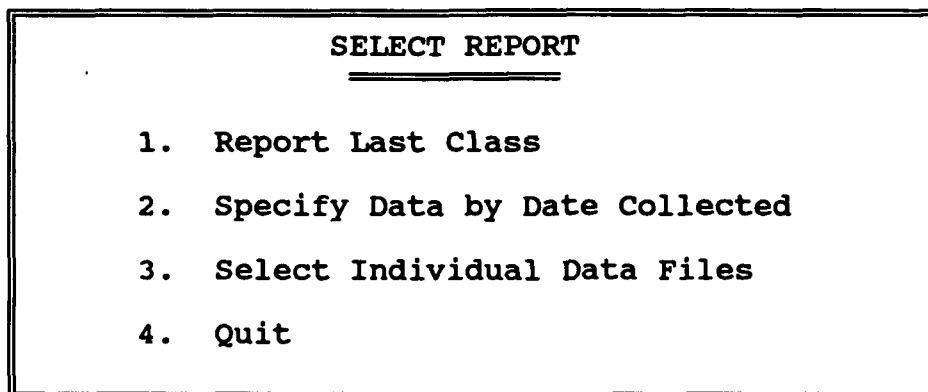 SELECT REPORT
1. Report Last Class
2. Specify Data by Date Collected
3. Select Individual Data Files
4. Quit